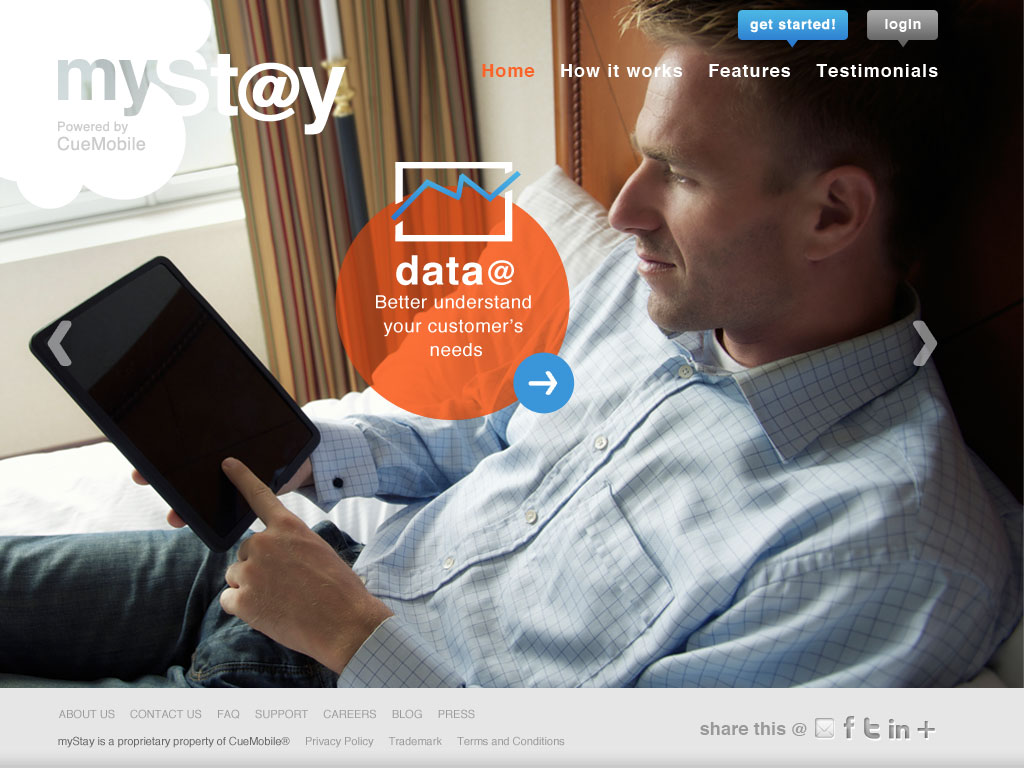 get started!
login
mySt@y
Home How it works Features Testimonials
Powered by
CueMobile
data@
Better understand
your customer's
needs
ABOUT US CONTACT US FAQ SUPPORT CAREERS BLOG PRESS
myStay is a proprietary property of CueMobile® Privacy Policy Trademark Terms and Conditions
share this @ f t in +